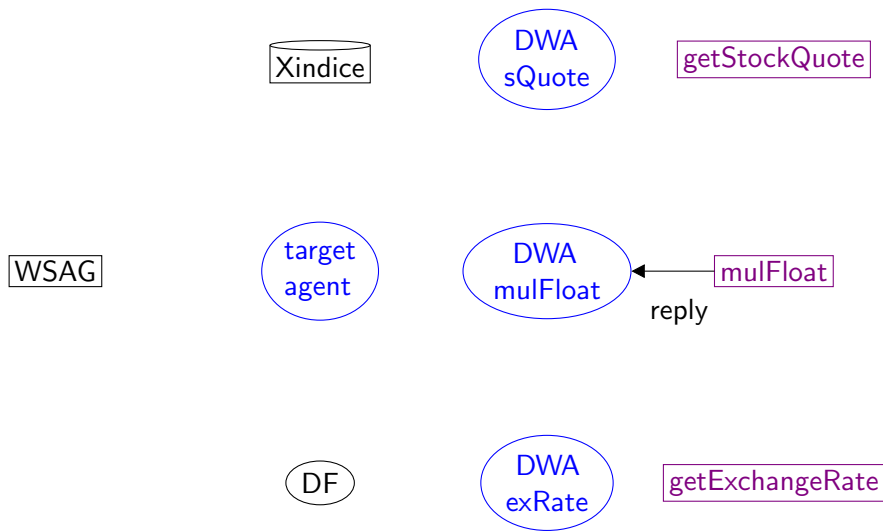 Xindice
DWA
sQuote
getStockQuote
WSAG
target
agent
DWA
mulFloat
mulFloat
reply
DF
DWA
exRate
getExchangeRate